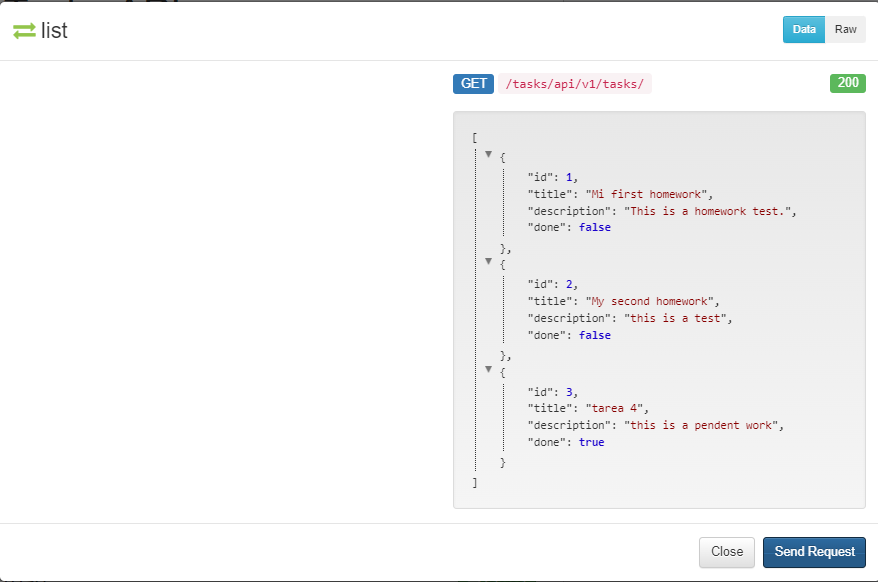 list
Data Raw
GET /tasks/api/v1/tasks/ 200
[
{
"id": 1,
"title": "Mi first homework",
"description": "This is a homework test.",
"done": false
},
{
"id": 2,
"title": "My second homework",
"description": "this is a test",
"done": false
},
{
"id": 3,
"title": "tarea 4",
"description": "this is a pendent work",
"done": true
}
]
Close Send Request